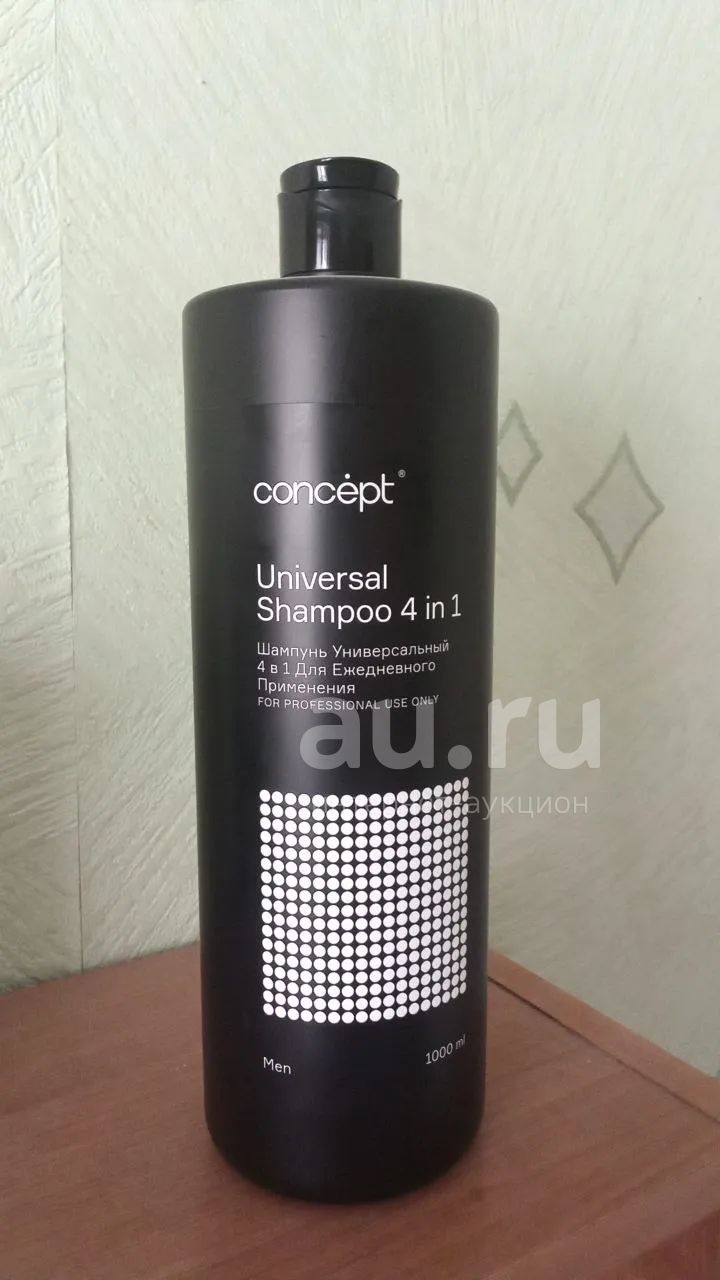 concėpt®
Universal
Shampoo 4 in 1
Шампунь Универсальный
4 в 1 Для Ежедневного
Применения
FOR PROFESSIONAL USE ONLY
au.ru
аукцион
Men
1000 ml